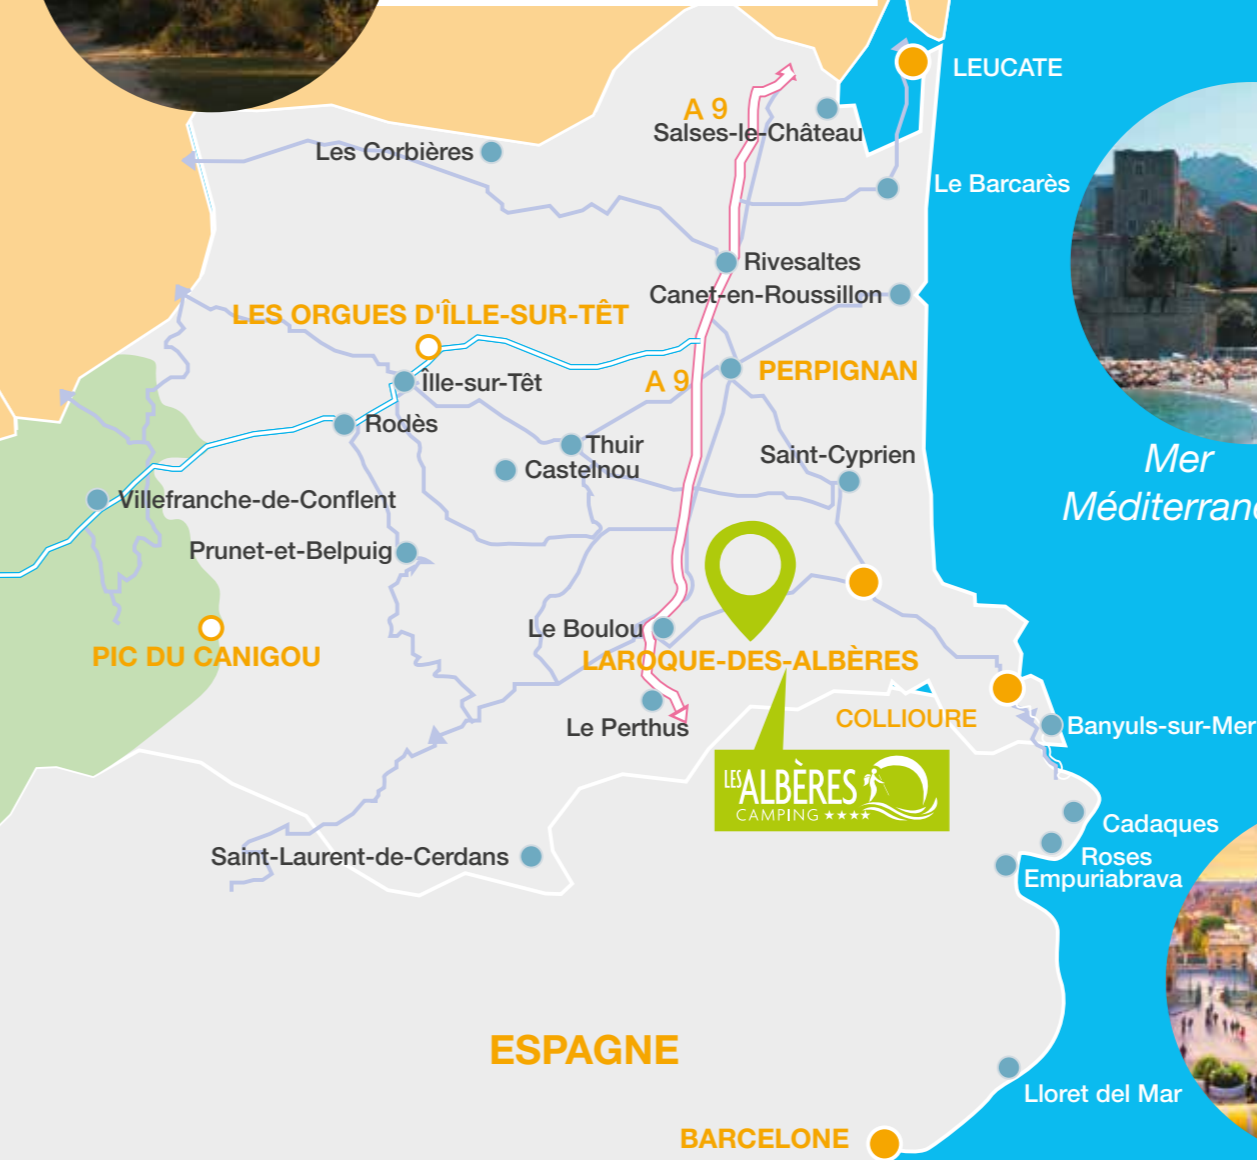 LEUCATE
A 9
Salses-le-Château
Les Corbières
Le Barcarès
Rivesaltes
Canet-en-Roussillon
LES ORGUES D'ÎLLE-SUR-TÊT
PERPIGNAN
A 9
Îlle-sur-Têt
Rodès
Thuir
Castelnou
Saint-Cyprien
Mer
Méditerrané
Villefranche-de-Conflent
Prunet-et-Belpuig
Le Boulou
PIC DU CANIGOU
LAROQUE-DES-ALBÈRES
Le Perthus
COLLIOURE
Banyuls-sur-Mer
LES ALBÈRES
CAMPING ★★★★
Cadaques
Roses
Empuriabrava
Saint-Laurent-de-Cerdans
ESPAGNE
Lloret del Mar
BARCELONE